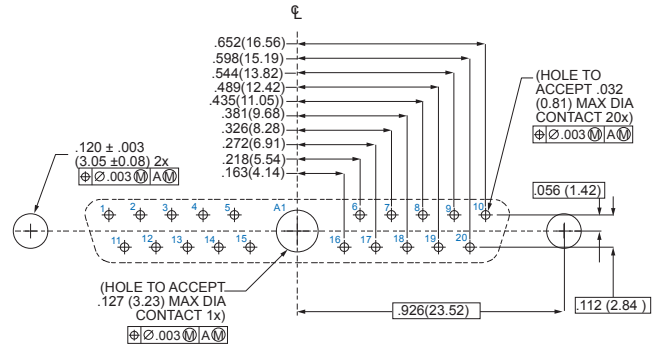 ℄
.652(16.56)
.598(15.19)
.544(13.82)
.489(12.42)
.435(11.05)
.381(9.68)
.326(8.28)
.272(6.91)
.218(5.54)
.163(4.14)
(HOLE TO
ACCEPT .032
(0.81) MAX DIA
CONTACT 20x)
⌖ Ø.003 Ⓜ A Ⓜ
.120 ± .003
(3.05 ±0.08) 2x
⌖ Ø.003 Ⓜ A Ⓜ
.056 (1.42)
1 2 3 4 5 A1 6 7 8 9 10
11 12 13 14 15 16 17 18 19 20
(HOLE TO ACCEPT
.127 (3.23) MAX DIA
CONTACT 1x)
⌖ Ø.003 Ⓜ A Ⓜ
.926(23.52)
.112 (2.84 )